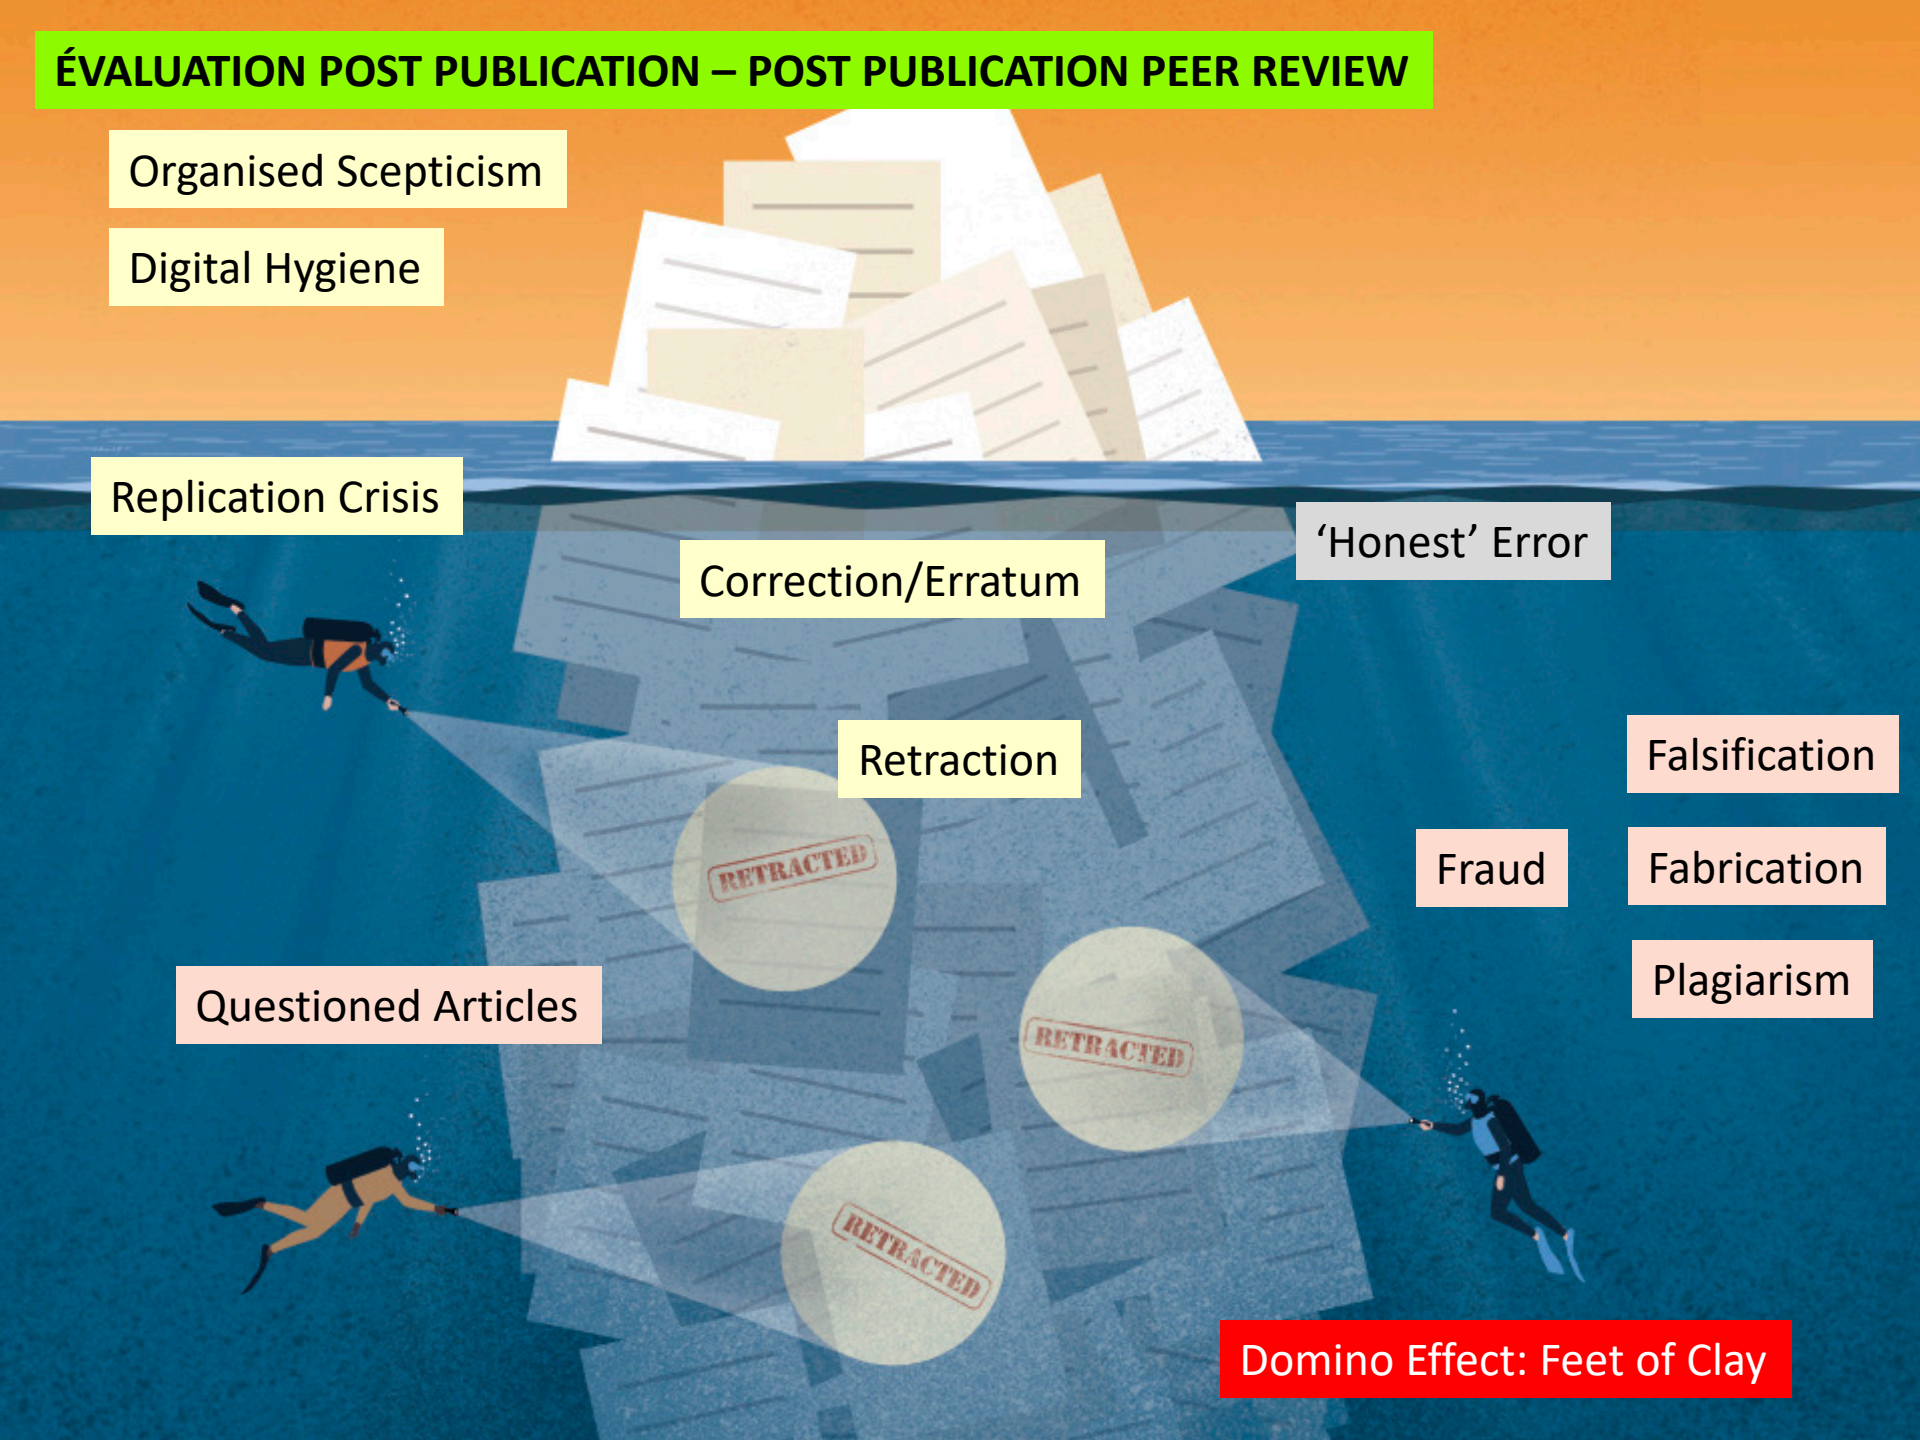 ÉVALUATION POST PUBLICATION – POST PUBLICATION PEER REVIEW
Organised Scepticism
Digital Hygiene
Replication Crisis
‘Honest’ Error
Correction/Erratum
Retraction
Falsification
Fraud
Fabrication
RETRACTED
Plagiarism
Questioned Articles
RETRACTED
RETRACTED
Domino Effect: Feet of Clay